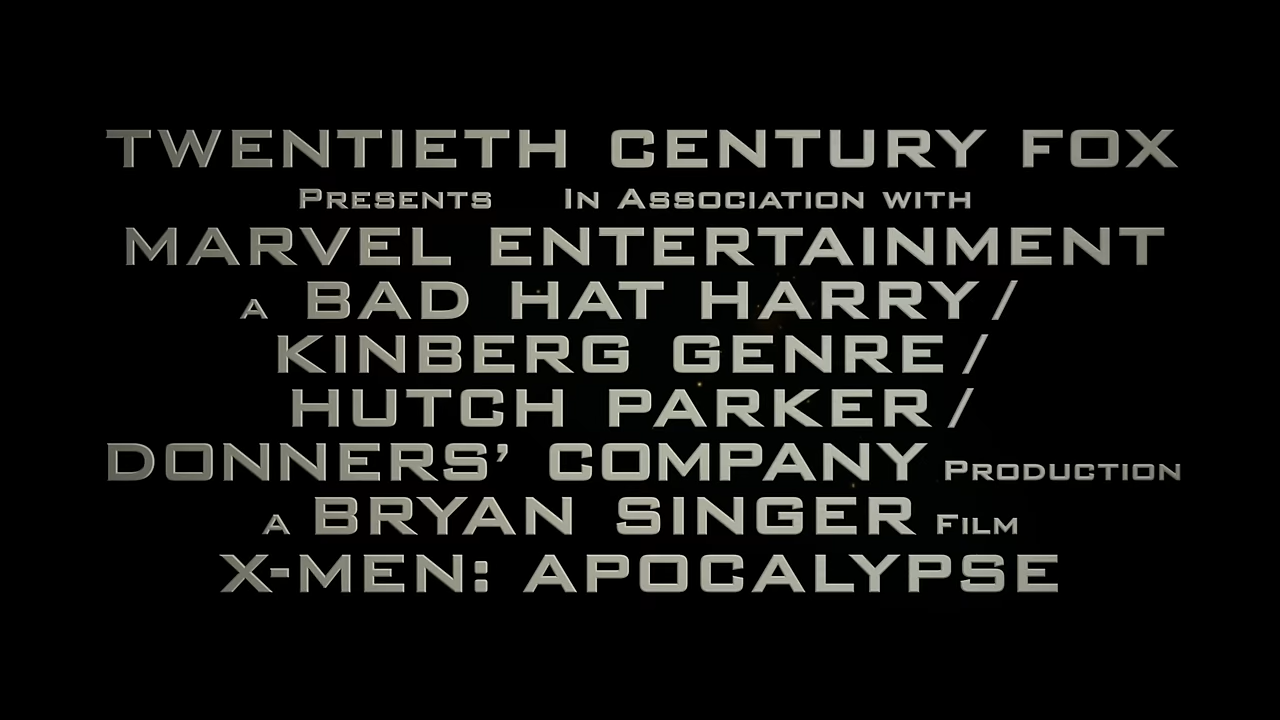 TWENTIETH CENTURY FOX
PRESENTS IN ASSOCIATION WITH
MARVEL ENTERTAINMENT
A BAD HAT HARRY/
KINBERG GENRE/
HUTCH PARKER/
DONNERS' COMPANY PRODUCTION
A BRYAN SINGER FILM
X-MEN: APOCALYPSE